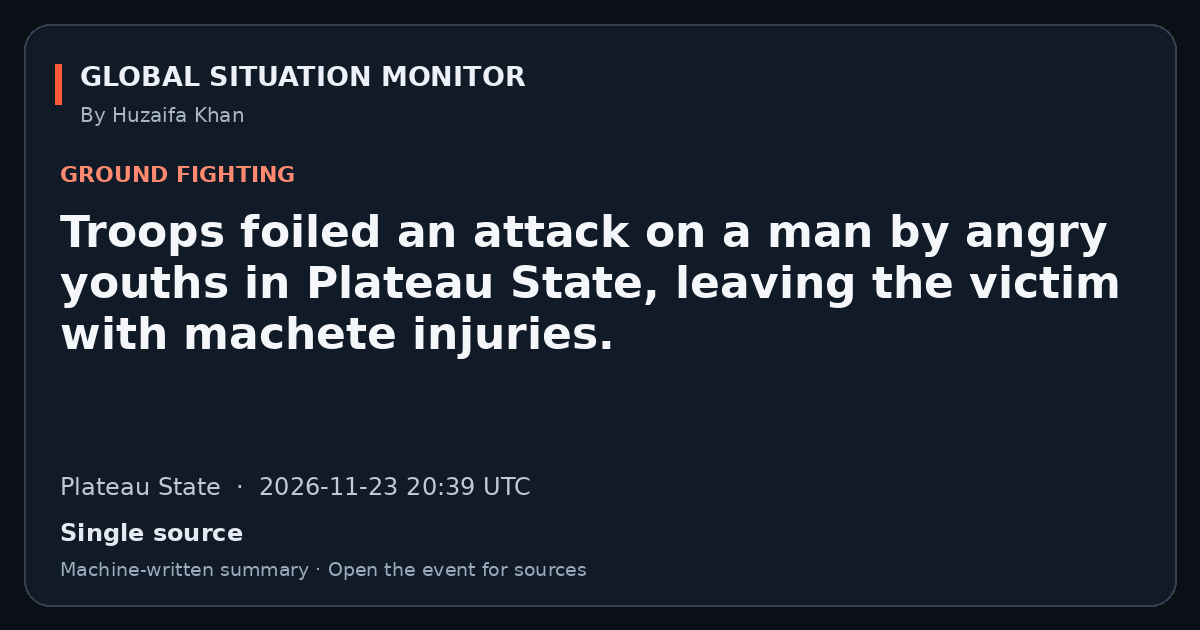 GLOBAL SITUATION MONITOR
By Huzaifa Khan
GROUND FIGHTING
Troops foiled an attack on a man by angry
youths in Plateau State, leaving the victim
with machete injuries.
Plateau State · 2026-11-23 20:39 UTC
Single source
Machine-written summary · Open the event for sources